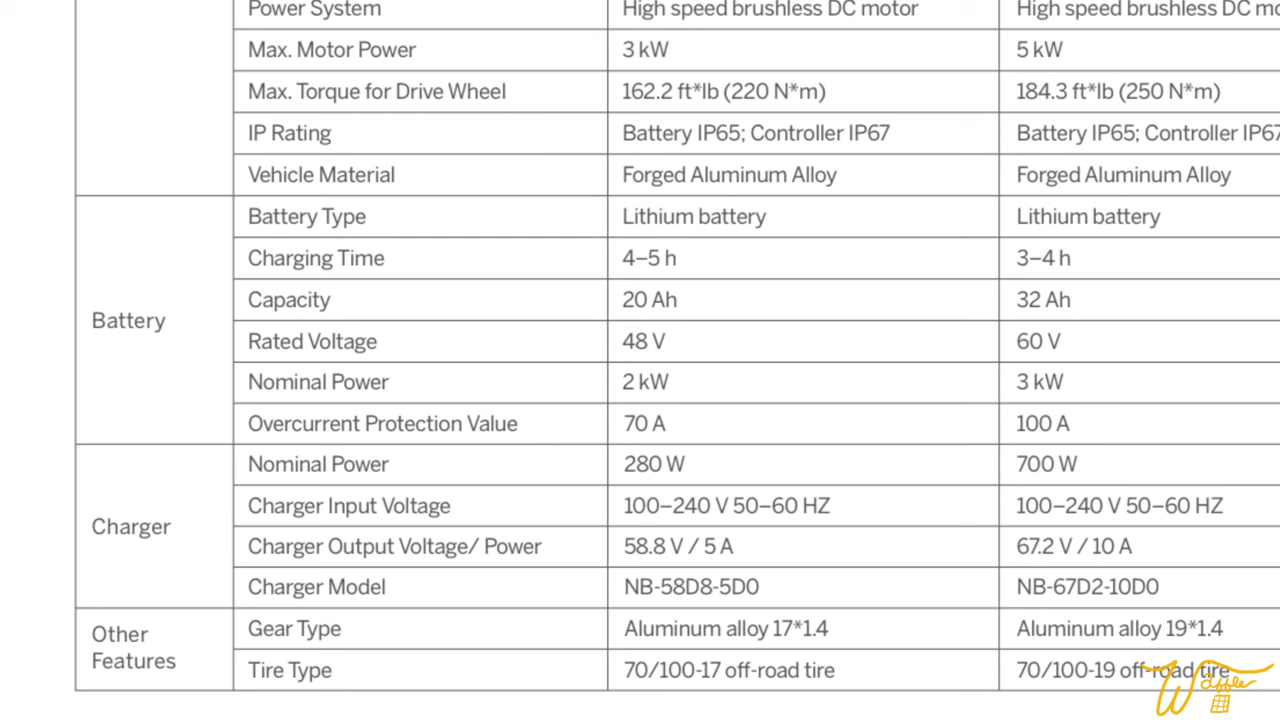 Power System High speed brushless DC motor High speed brushless DC mo
Max. Motor Power 3 kW 5 kW
Max. Torque for Drive Wheel 162.2 ft*lb (220 N*m) 184.3 ft*lb (250 N*m)
IP Rating Battery IP65; Controller IP67 Battery IP65; Controller IP67
Vehicle Material Forged Aluminum Alloy Forged Aluminum Alloy
Battery
Battery Type Lithium battery Lithium battery
Charging Time 4–5 h 3–4 h
Capacity 20 Ah 32 Ah
Rated Voltage 48 V 60 V
Nominal Power 2 kW 3 kW
Overcurrent Protection Value 70 A 100 A
Charger
Nominal Power 280 W 700 W
Charger Input Voltage 100–240 V 50–60 HZ 100–240 V 50–60 HZ
Charger Output Voltage/ Power 58.8 V / 5 A 67.2 V / 10 A
Charger Model NB-58D8-5D0 NB-67D2-10D0
Other
Features
Gear Type Aluminum alloy 17*1.4 Aluminum alloy 19*1.4
Tire Type 70/100-17 off-road tire 70/100-19 off-road tire